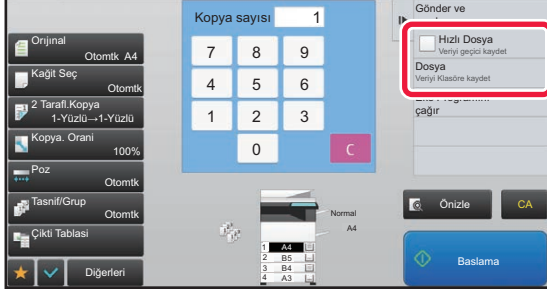 Gönder ve
Kopya sayısı 1
Orijinal
Otomtk A4
Kağit Seç
Otomtk
2 Tarafl.Kopya
1-Yüzlü→1-Yüzlü
Kopya. Orani
100%
Poz
Otomtk
Tasnif/Grup
Otomtk
Çikti Tablasi
Diğerleri
7 8 9
4 5 6
1 2 3
0 C
Normal
A4
1 A4
2 B5
3 B4
4 A3
Hızlı Dosya
Veriyi geçici kaydet
Dosya
Veriyi Klasöre kaydet
çağır
Önizle
CA
Baslama